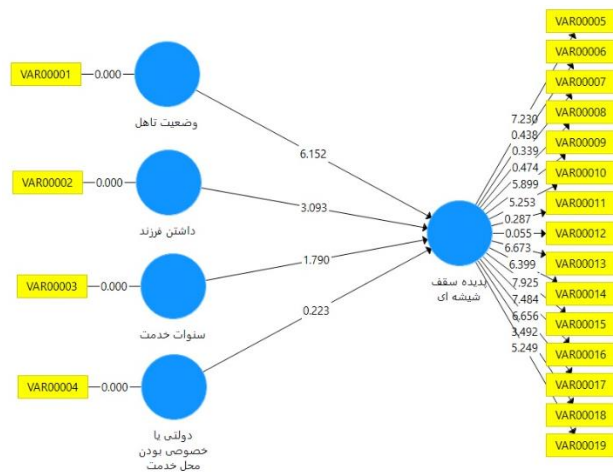 VAR00001
0.000
وضعیت تاهل
6.152
VAR00002
0.000
داشتن فرزند
3.093
VAR00003
0.000
سنوات خدمت
1.790
VAR00004
0.000
دولتی یا
خصوصی بودن
محل خدمت
0.223
پدیده سقف
شیشه ای
7.230
0.438
0.339
0.474
5.899
5.253
0.287
0.055
6.673
6.399
7.925
7.484
6.656
3.492
5.249
VAR00005
VAR00006
VAR00007
VAR00008
VAR00009
VAR00010
VAR00011
VAR00012
VAR00013
VAR00014
VAR00015
VAR00016
VAR00017
VAR00018
VAR00019